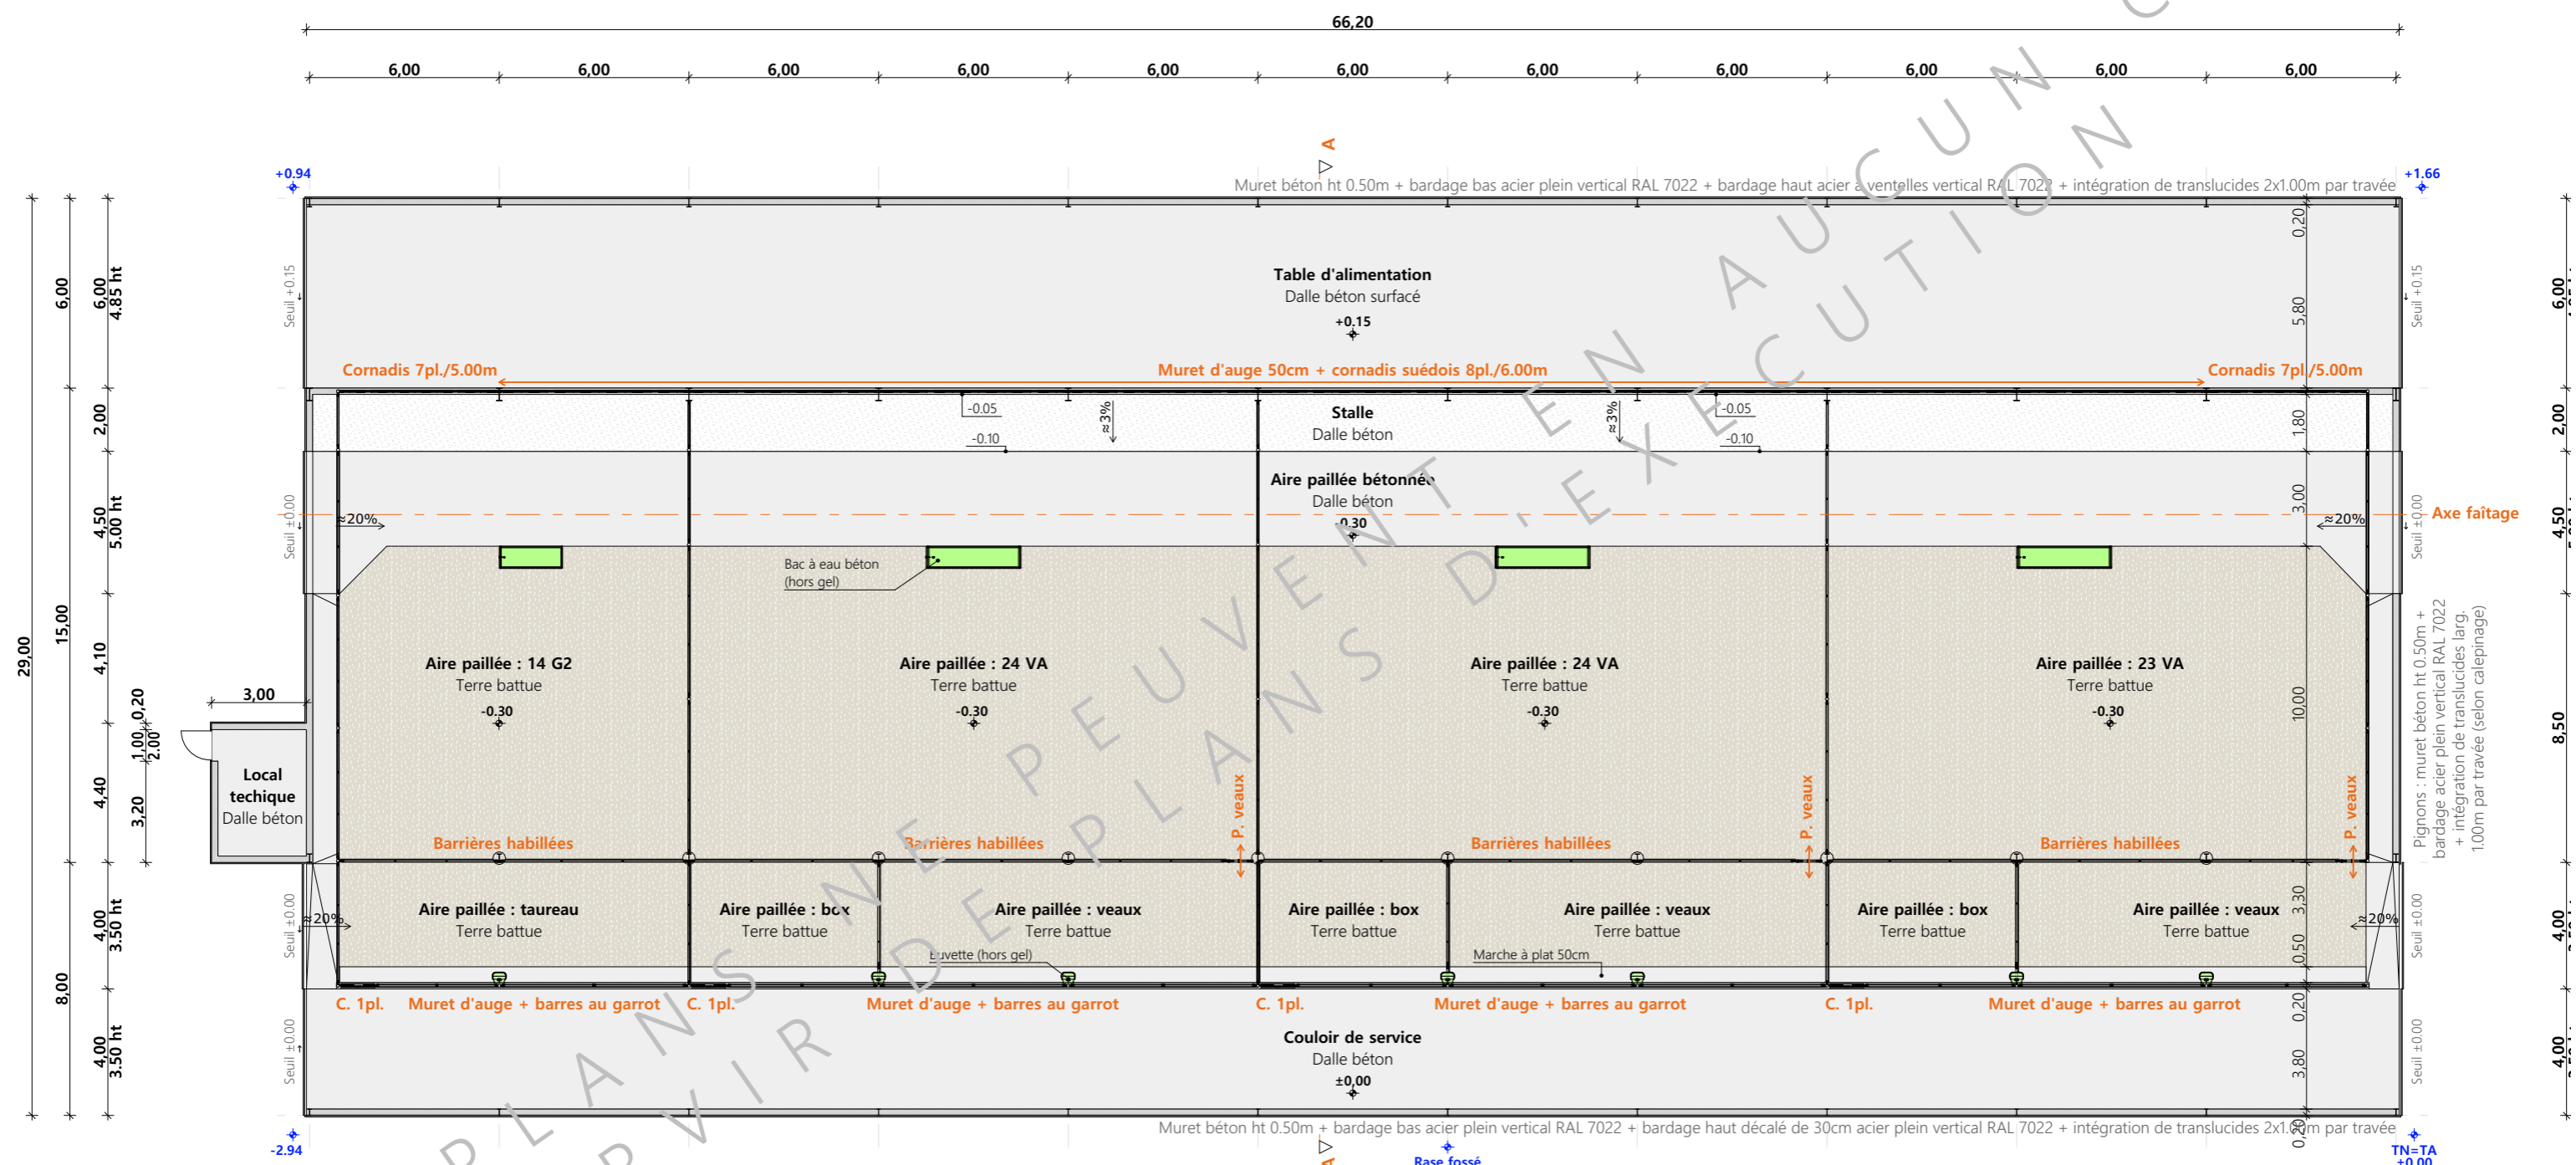 66,20
6,00 6,00 6,00 6,00 6,00 6,00 6,00 6,00 6,00 6,00 6,00
A
+0.94
+1.66
Muret béton ht 0.50m + bardage bas acier plein vertical RAL 7022 + bardage haut acier à ventelles vertical RAL 7022 + intégration de translucides 2x1.00m par travée
29,00
6,00
15,00
8,00
6,00
4.85 ht
2,00
4,50
5.00 ht
4,10
4,40
4,00
3.50 ht
4,00
3.50 ht
0,20
1,00
2.00
3,20
3,00
Seuil +0.15
Seuil ±0.00
Seuil ±0.00
Seuil ±0.00
Table d'alimentation
Dalle béton surfacé
+0.15
Cornadis 7pl./5.00m
Muret d'auge 50cm + cornadis suédois 8pl./6.00m
Cornadis 7pl./5.00m
-0.05
≈3%
Stalle
Dalle béton
≈3%
-0.05
-0.10
-0.10
Aire paillée bétonnée
Dalle béton
-0.30
≈20%
≈20%
Axe faîtage
Bac à eau béton
(hors gel)
Aire paillée : 14 G2
Terre battue
-0.30
Aire paillée : 24 VA
Terre battue
-0.30
Aire paillée : 24 VA
Terre battue
-0.30
Aire paillée : 23 VA
Terre battue
-0.30
Local
techique
Dalle béton
Barrières habillées
Barrières habillées
Barrières habillées
Barrières habillées
P. veaux
P. veaux
P. veaux
≈20%
≈20%
Aire paillée : taureau
Terre battue
Aire paillée : box
Terre battue
Aire paillée : veaux
Terre battue
Aire paillée : box
Terre battue
Aire paillée : veaux
Terre battue
Aire paillée : box
Terre battue
Aire paillée : veaux
Terre battue
Buvette (hors gel)
Marche à plat 50cm
C. 1pl.
Muret d'auge + barres au garrot
C. 1pl.
Muret d'auge + barres au garrot
C. 1pl.
Muret d'auge + barres au garrot
C. 1pl.
Muret d'auge + barres au garrot
Couloir de service
Dalle béton
±0,00
0,20
5,80
1,80
3,00
10,00
3,30
0,50
0,20
3,80
0,20
Seuil +0.15
Seuil ±0.00
Seuil ±0.00
Seuil ±0.00
Pignons : muret béton ht 0.50m +
bardage acier plein vertical RAL 7022
+ intégration de translucides larg.
1.00m par travée (selon calepinage)
6,00
2,00
4,50
8,50
4,00
4,00
Muret béton ht 0.50m + bardage bas acier plein vertical RAL 7022 + bardage haut décalé de 30cm acier plein vertical RAL 7022 + intégration de translucides 2x1.00m par travée
-2.94
A
Rase fossé
TN=TA
±0.00
PLANS NE PEUVENT EN AUCUN C
RVIR DE PLANS D'EXECUTION